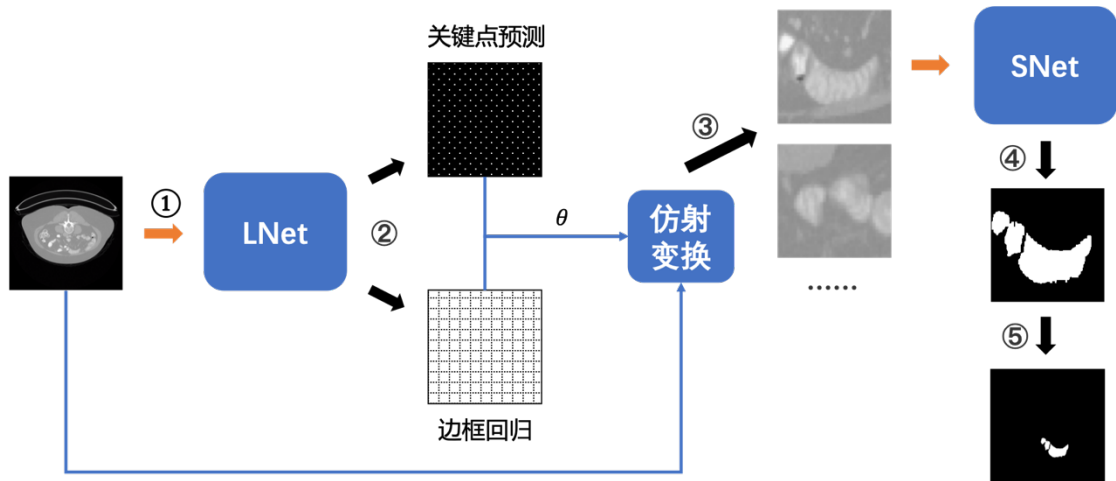 关键点预测
SNet
③
④
①
LNet
②
θ
仿射
变换
......
⑤
边框回归